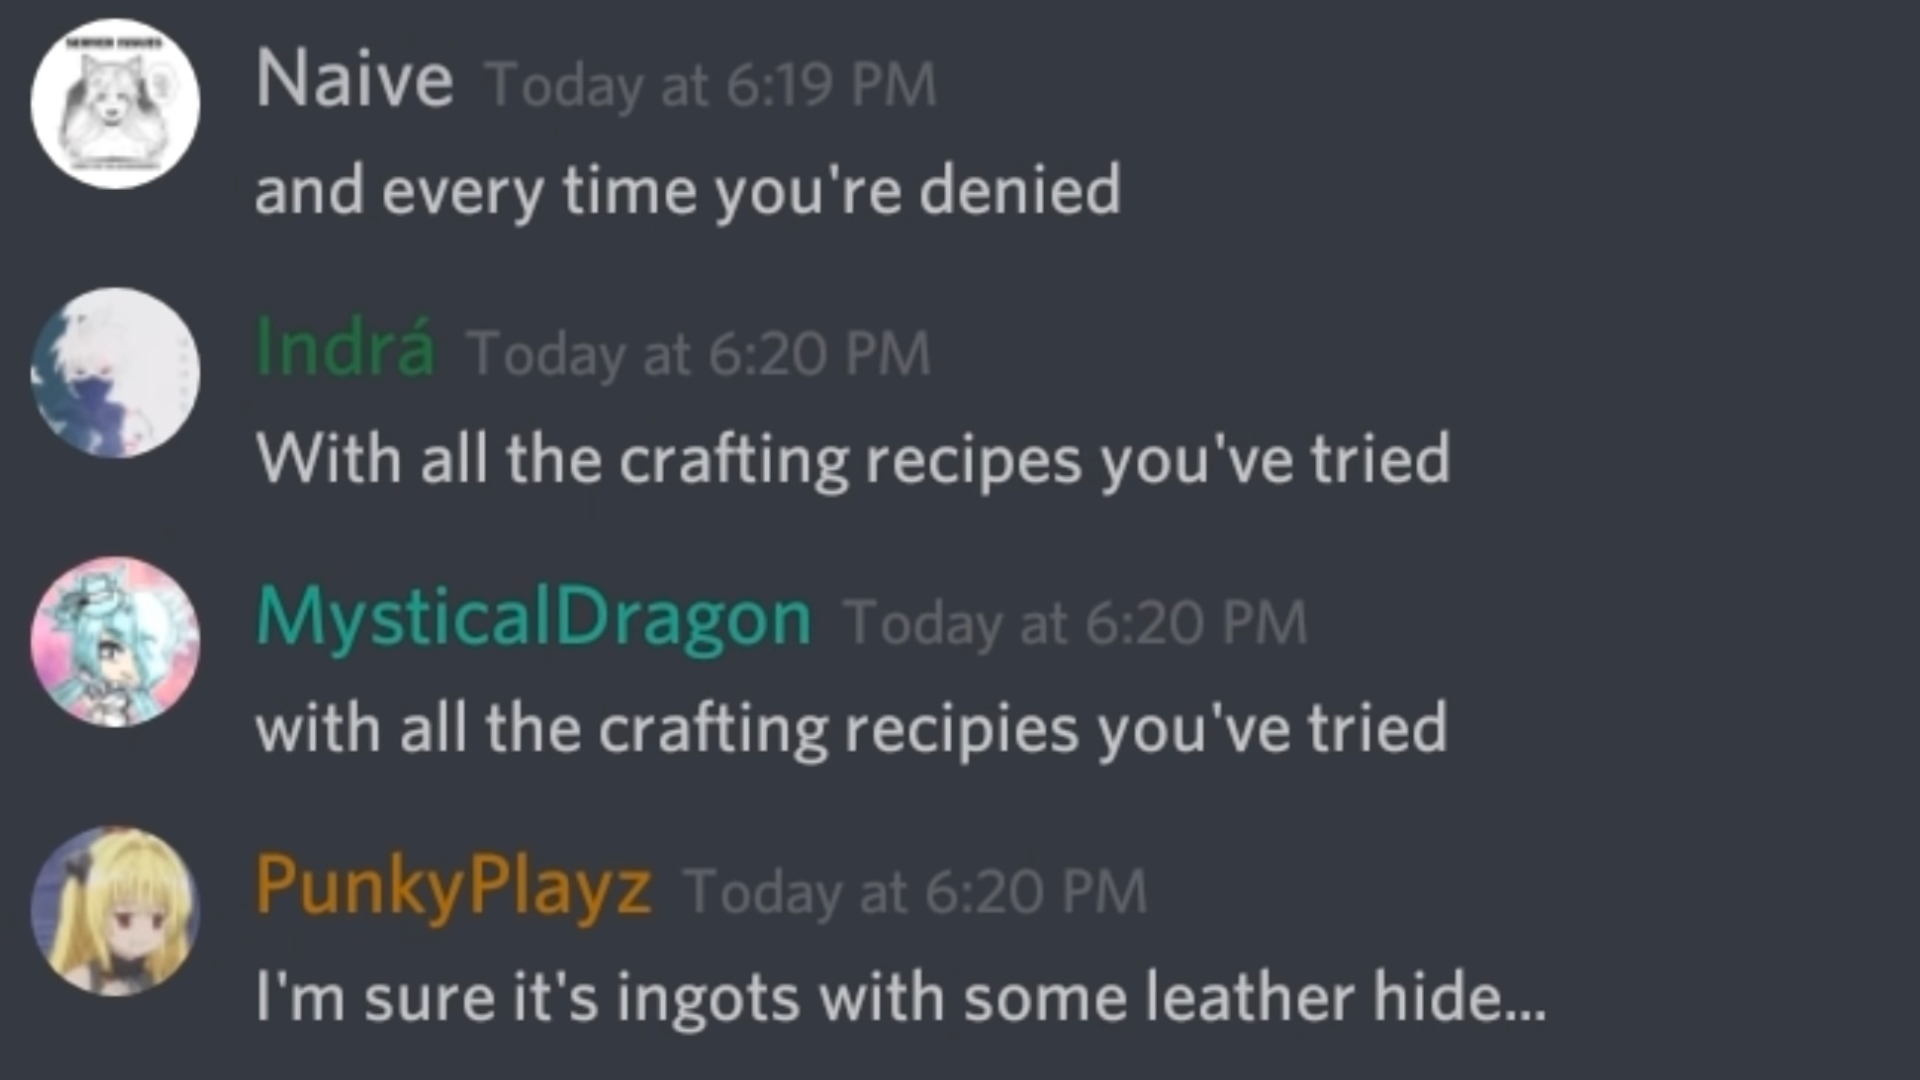 Naive Today at 6:19 PM
and every time you're denied
Indrá Today at 6:20 PM
With all the crafting recipes you've tried
MysticalDragon Today at 6:20 PM
with all the crafting recipies you've tried
PunkyPlayz Today at 6:20 PM
I'm sure it's ingots with some leather hide...